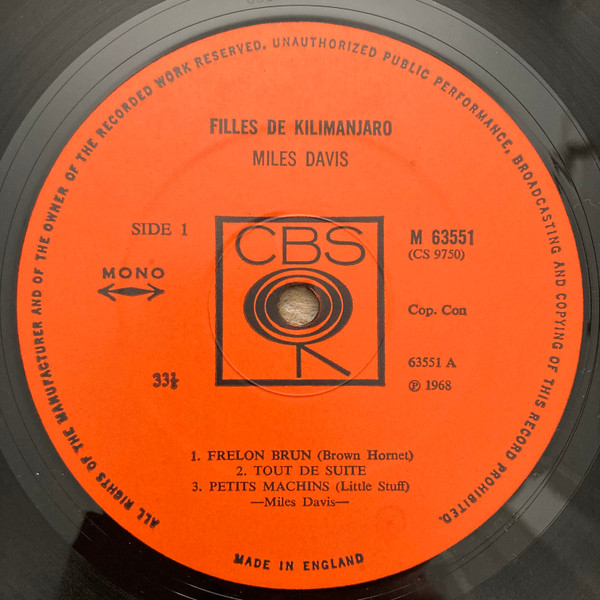 ALL RIGHTS OF THE MANUFACTURER AND OF THE OWNER OF THE RECORDED WORK RESERVED. UNAUTHORIZED PUBLIC PERFORMANCE, BROADCASTING AND COPYING OF THIS RECORD PROHIBITED.
FILLES DE KILIMANJARO
MILES DAVIS
SIDE 1
CBS
M 63551
(CS 9750)
MONO
Cop. Con
33⅓
63551 A
Ⓟ 1968
1. FRELON BRUN (Brown Hornet)
2. TOUT DE SUITE
3. PETITS MACHINS (Little Stuff)
—Miles Davis—
MADE IN ENGLAND